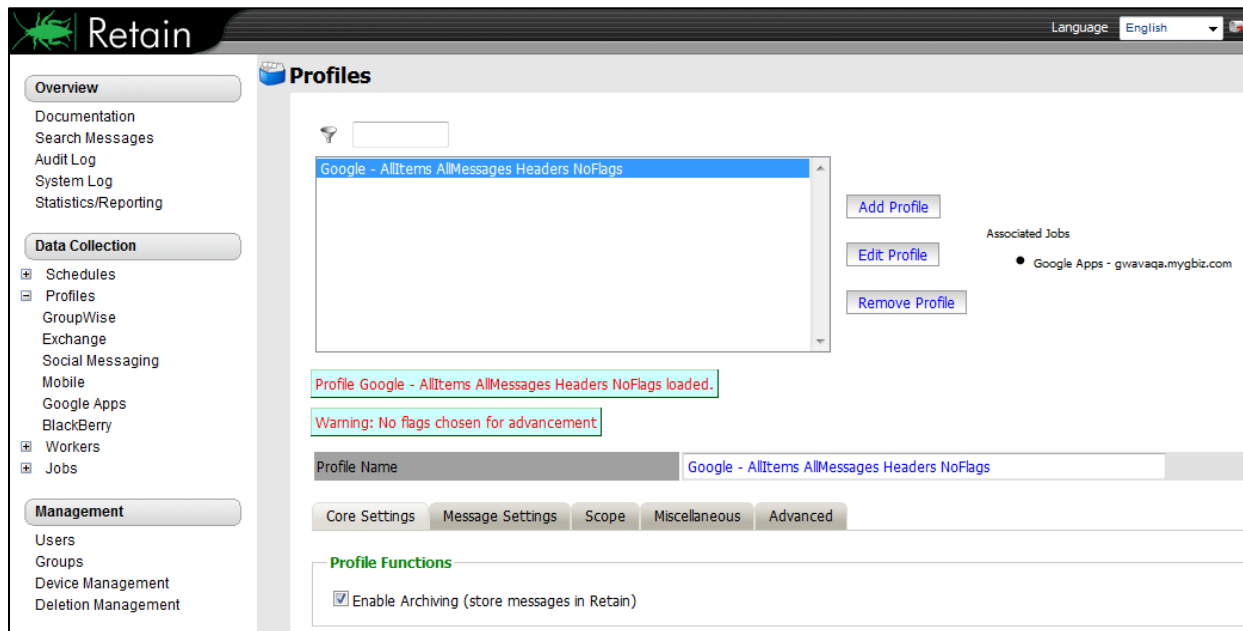 Retain
Language English
Profiles
Overview
Documentation
Search Messages
Audit Log
System Log
Statistics/Reporting
Data Collection
Schedules
Profiles
GroupWise
Exchange
Social Messaging
Mobile
Google Apps
BlackBerry
Workers
Jobs
Management
Users
Groups
Device Management
Deletion Management
Google - AllItems AllMessages Headers NoFlags
Add Profile
Edit Profile
Remove Profile
Associated Jobs
Google Apps - gwavaqa.mygbiz.com
Profile Google - AllItems AllMessages Headers NoFlags loaded.
Warning: No flags chosen for advancement
Profile Name Google - AllItems AllMessages Headers NoFlags
Core Settings Message Settings Scope Miscellaneous Advanced
Profile Functions
Enable Archiving (store messages in Retain)